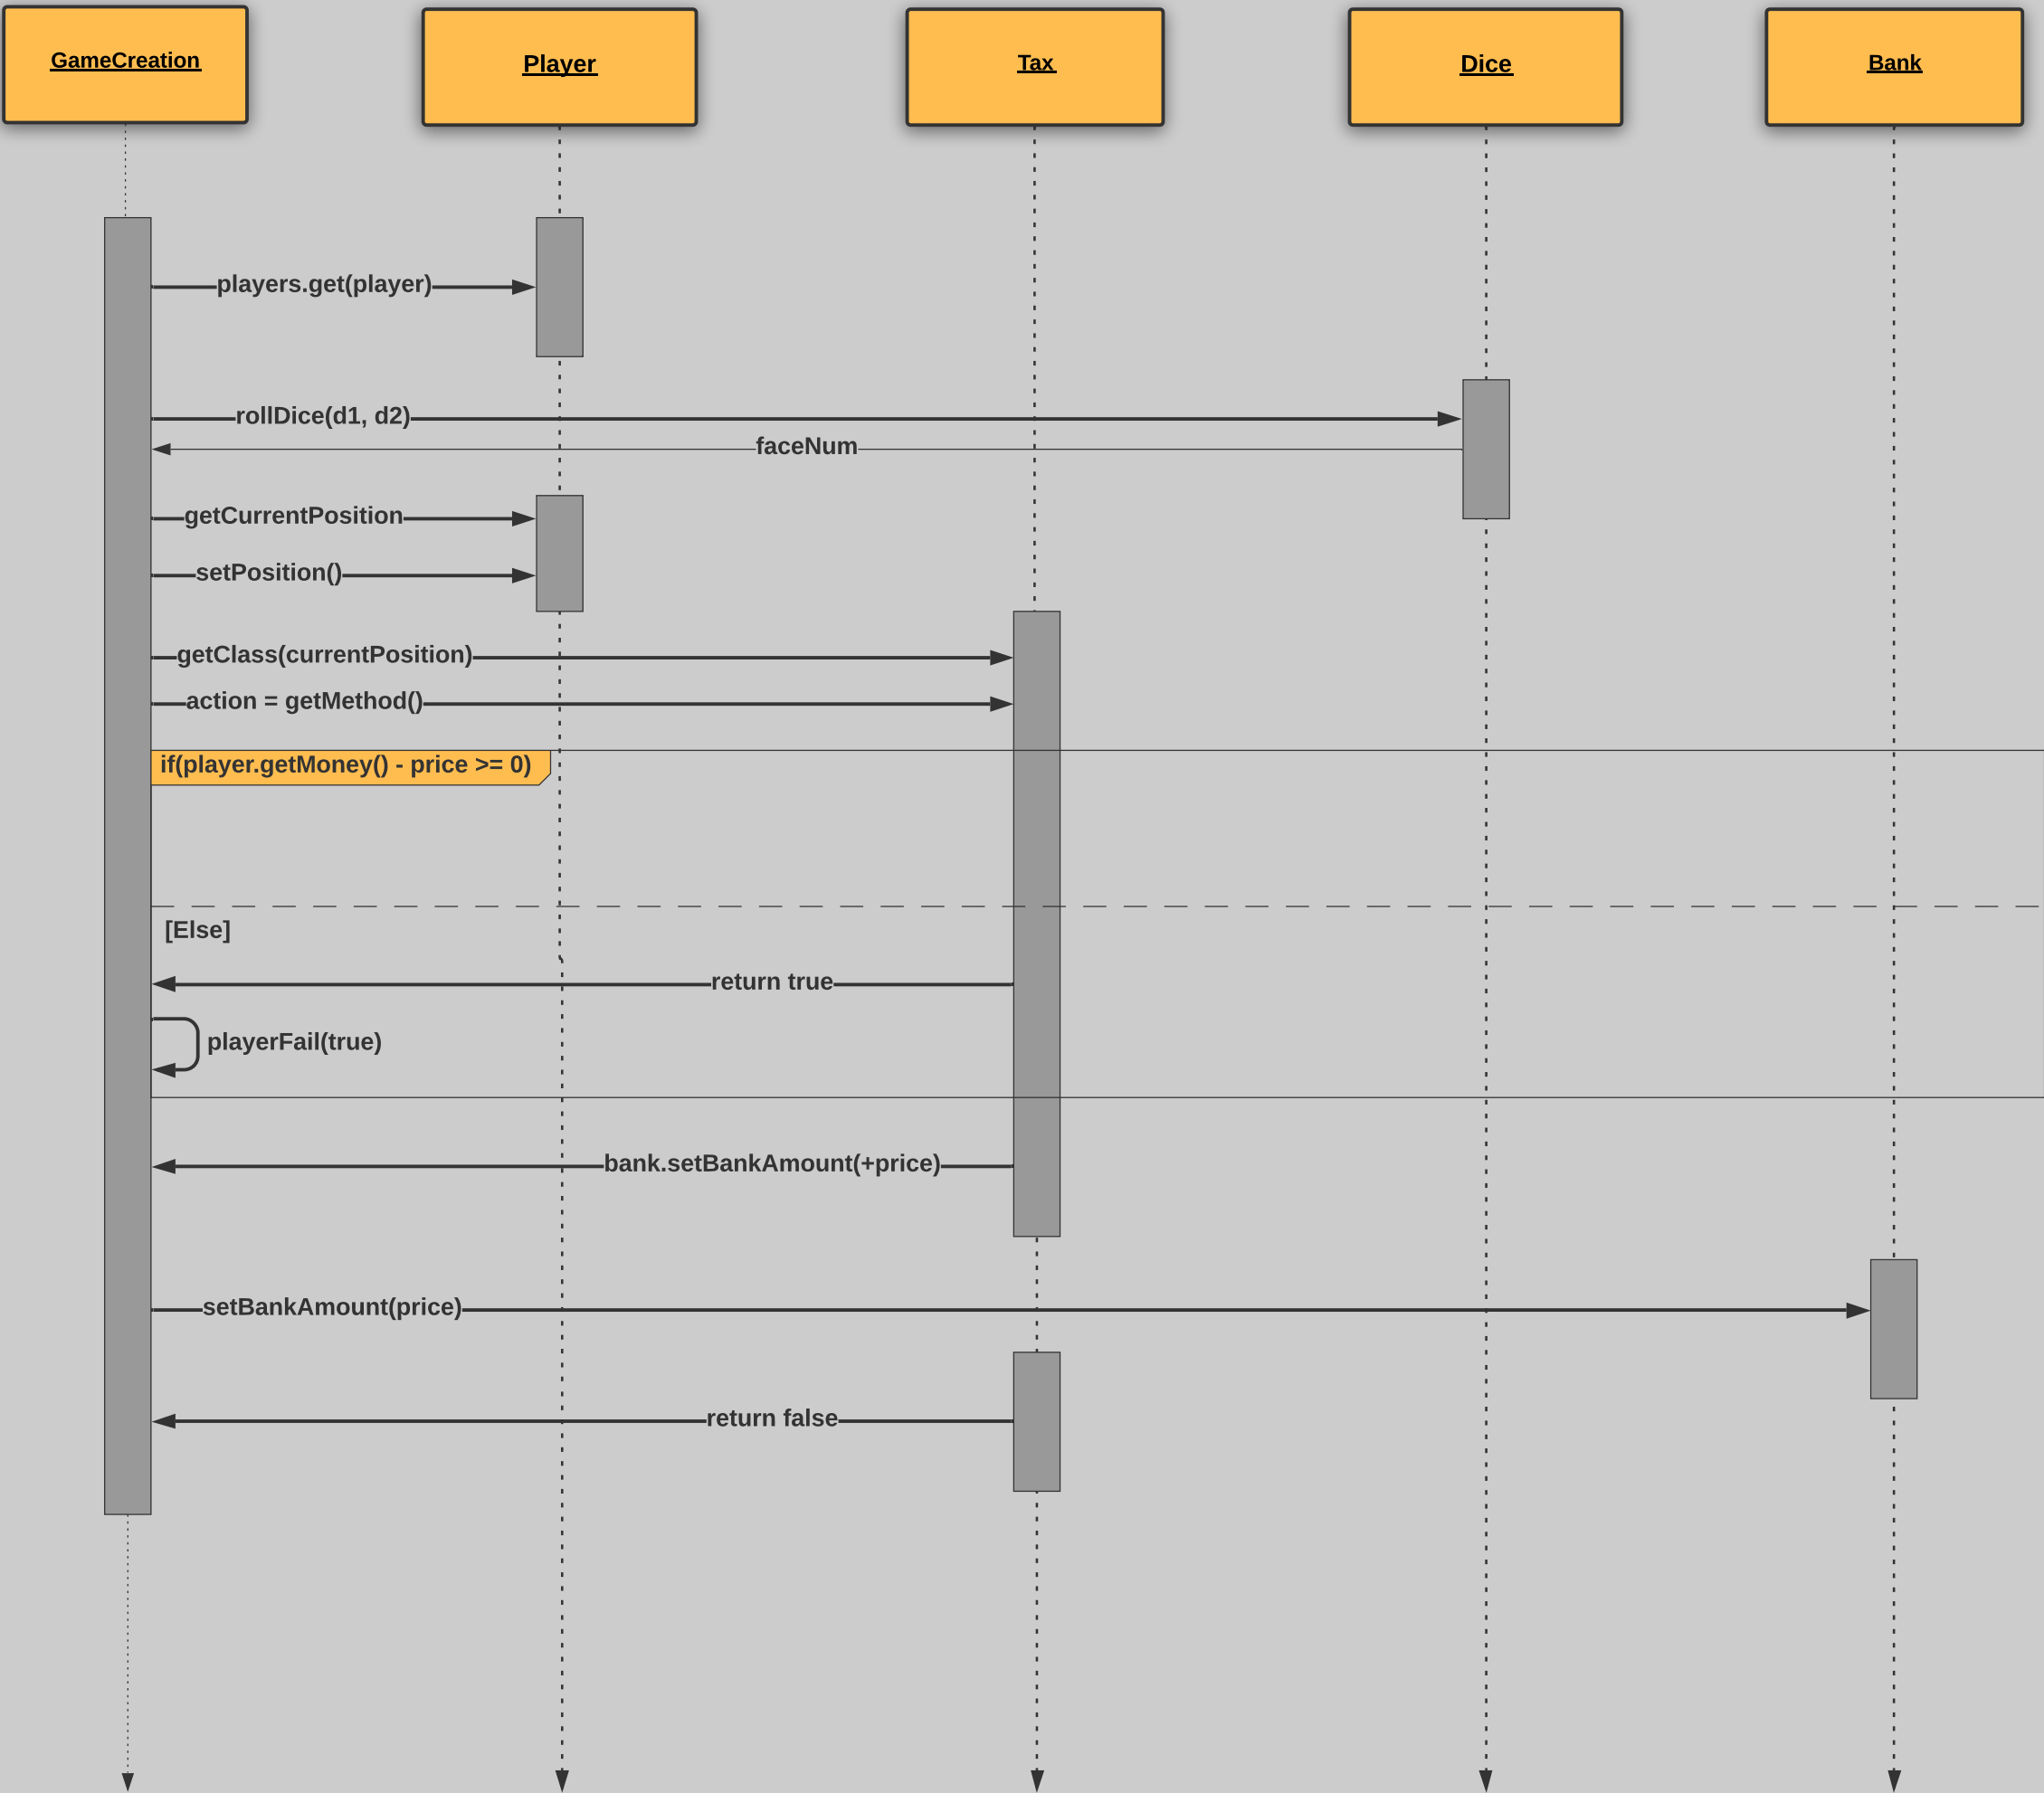 GameCreation
Player
Tax
Dice
Bank
players.get(player)
rollDice(d1, d2)
faceNum
getCurrentPosition
setPosition()
getClass(currentPosition)
action = getMethod()
if(player.getMoney() - price >= 0)
[Else]
return true
playerFail(true)
bank.setBankAmount(+price)
setBankAmount(price)
return false